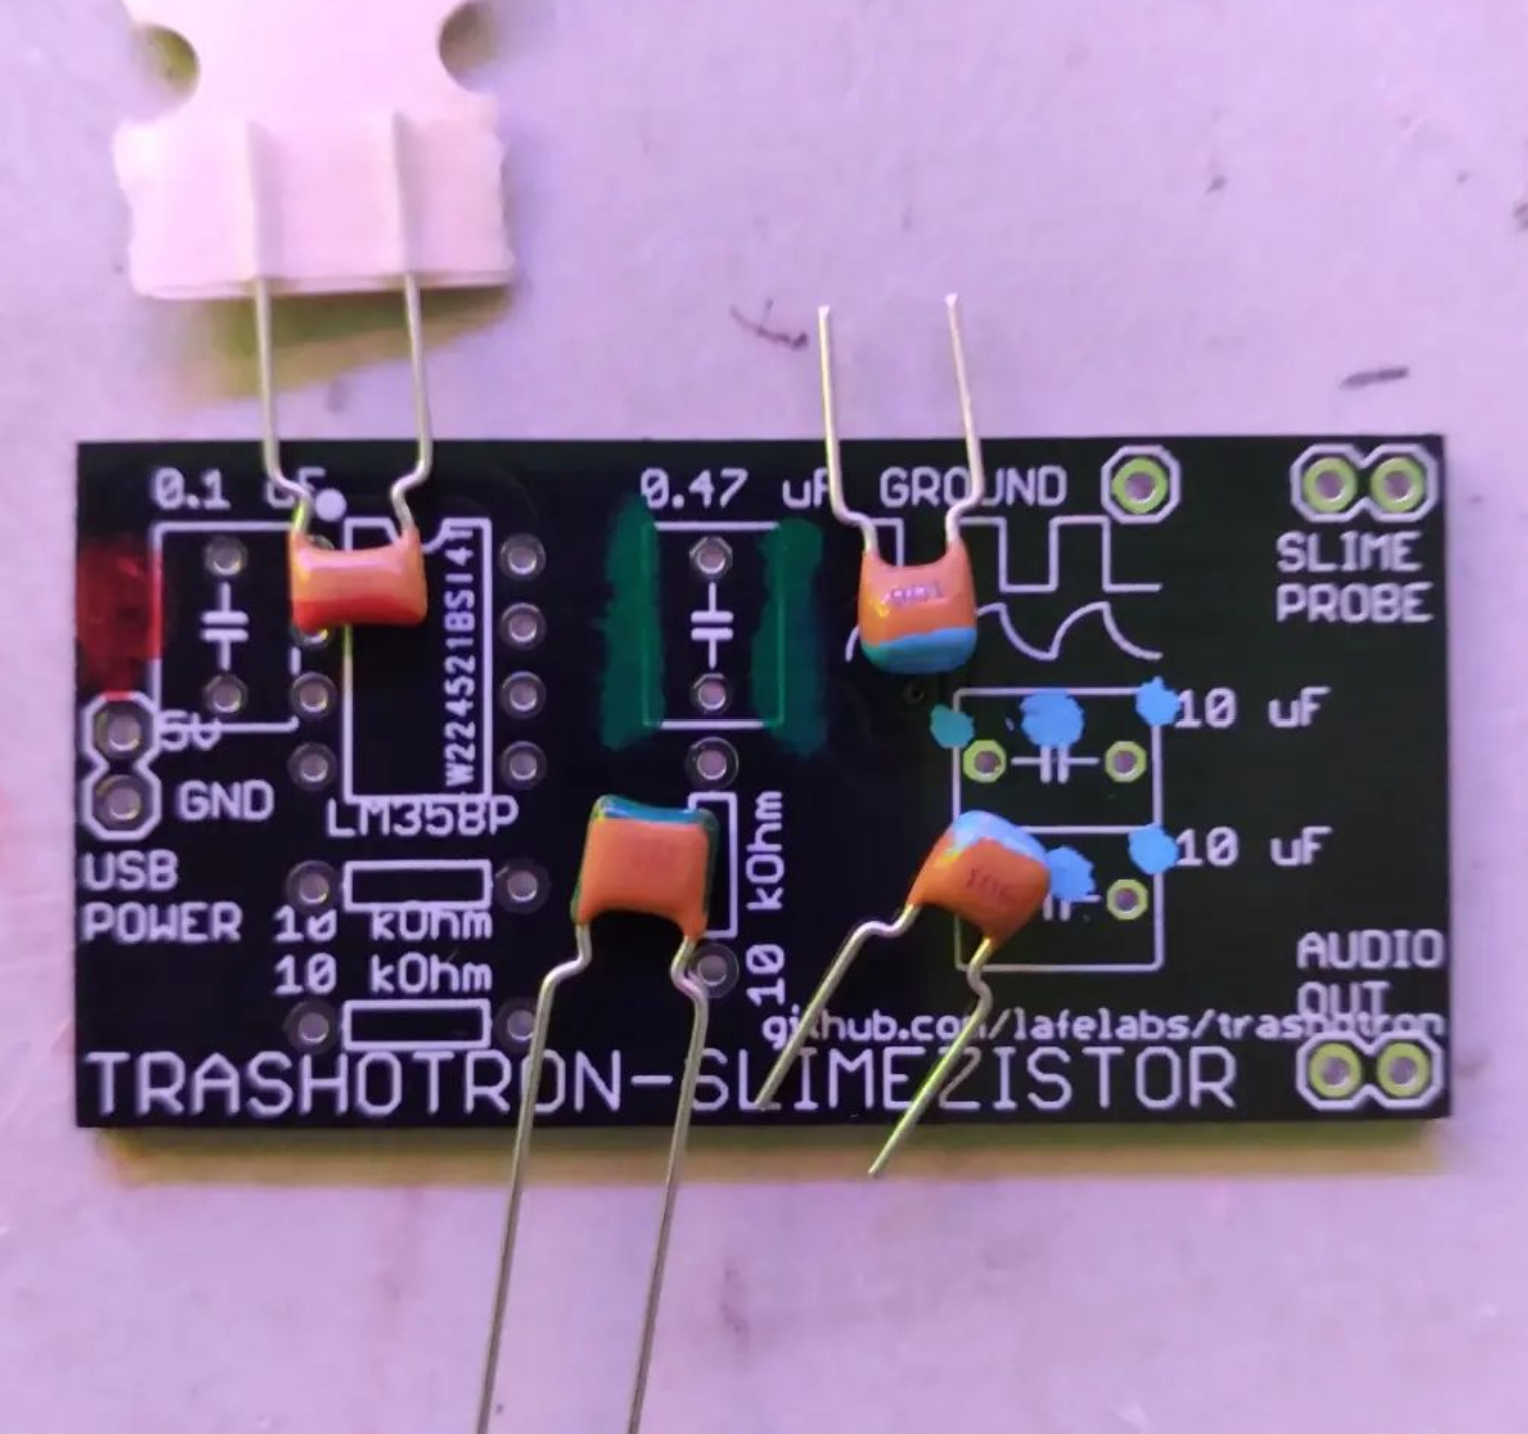 0.1 uF
0.47 uF
GROUND
SLIME
PROBE
W224521BSI41
5V
GND
LM358P
USB
POWER
10 kOhm
10 kOhm
10 kOhm
10 uF
10 uF
AUDIO
OUT
github.com/lafelabs/trashotron
TRASHOTRON-SLIMEZISTOR